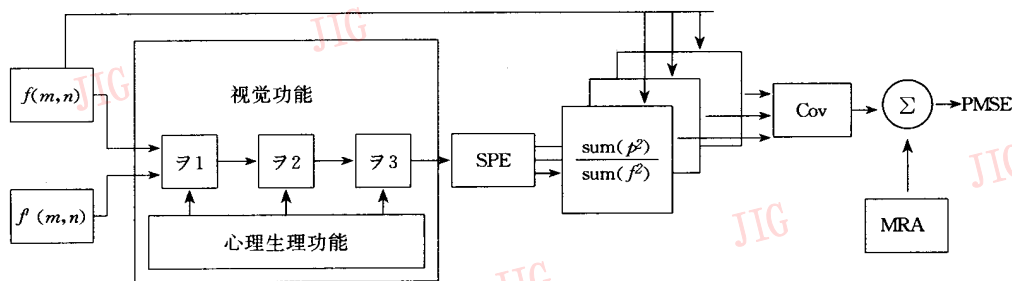 f(m,n)
f′(m,n)
视觉功能
ヲ1
ヲ2
ヲ3
心理生理功能
SPE
sum(p²)
sum(f²)
Cov
Σ
PMSE
MRA
JIG
JIG
JIG
JIG
JIG